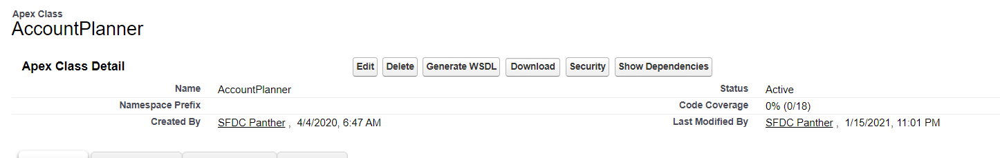 Apex Class
AccountPlanner
Apex Class Detail Edit Delete Generate WSDL Download Security Show Dependencies
Name AccountPlanner Status Active
Namespace Prefix Code Coverage 0% (0/18)
Created By SFDC Panther , 4/4/2020, 6:47 AM Last Modified By SFDC Panther , 1/15/2021, 11:01 PM